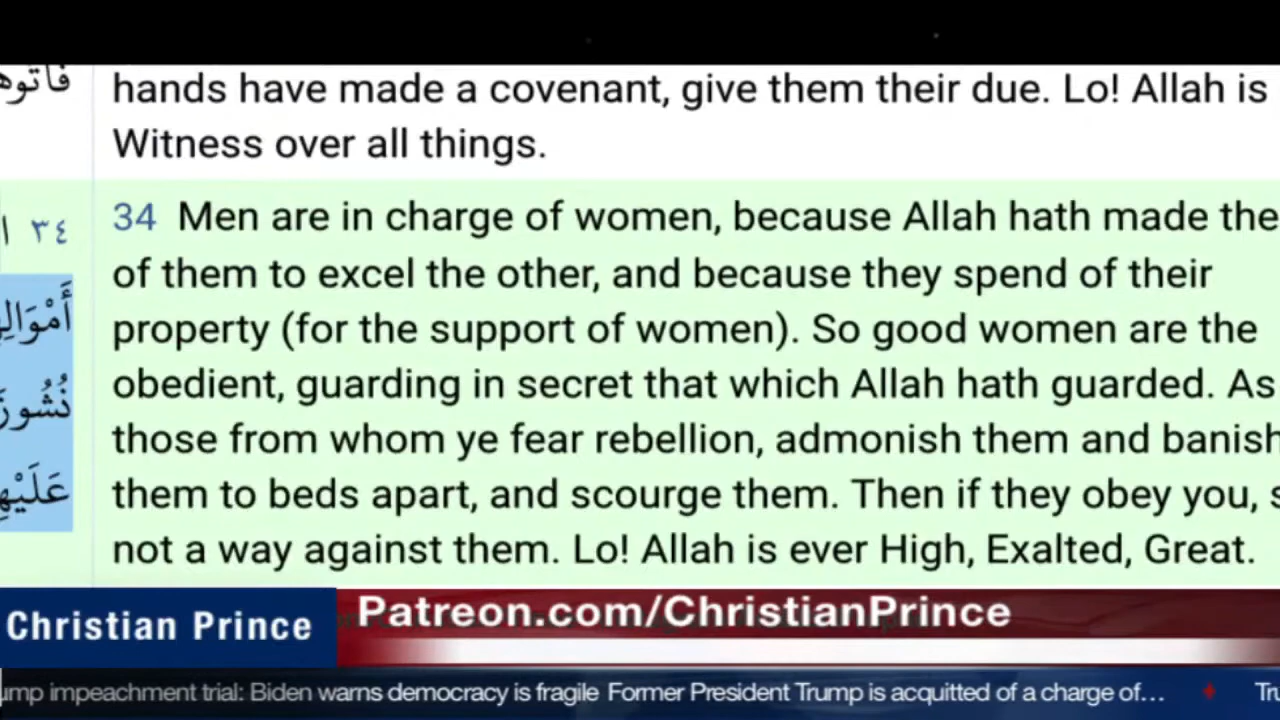 hands have made a covenant, give them their due. Lo! Allah is
Witness over all things.
٣٤
34 Men are in charge of women, because Allah hath made the
of them to excel the other, and because they spend of their
property (for the support of women). So good women are the
obedient, guarding in secret that which Allah hath guarded. As
those from whom ye fear rebellion, admonish them and banish
them to beds apart, and scourge them. Then if they obey you, s
not a way against them. Lo! Allah is ever High, Exalted, Great.
Christian Prince
Patreon.com/ChristianPrince
ump impeachment trial: Biden warns democracy is fragile Former President Trump is acquitted of a charge of... Tru